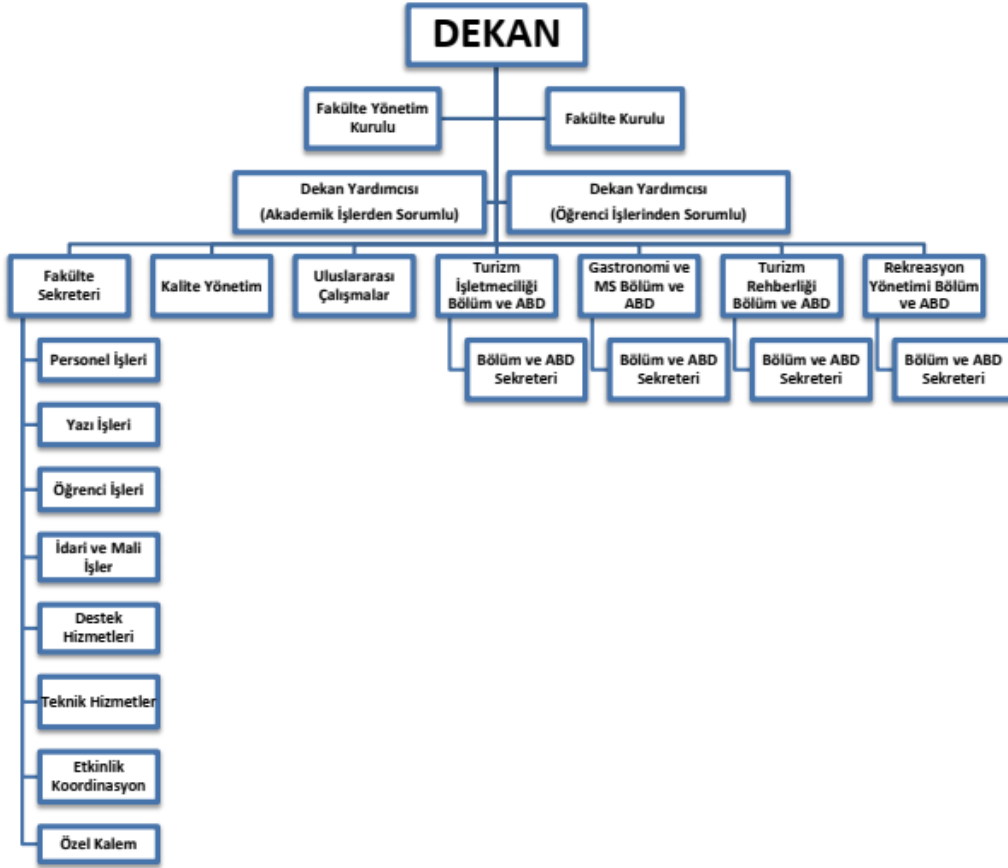 DEKAN
Fakülte Yönetim
Kurulu
Fakülte Kurulu
Dekan Yardımcısı
(Akademik İşlerden Sorumlu)
Dekan Yardımcısı
(Öğrenci İşlerinden Sorumlu)
Fakülte
Sekreteri
Kalite Yönetim
Uluslararası
Çalışmalar
Turizm
İşletmeciliği
Bölüm ve ABD
Gastronomi ve
MS Bölüm ve
ABD
Turizm
Rehberliği
Bölüm ve ABD
Rekreasyon
Yönetimi Bölüm
ve ABD
Personel İşleri
Yazı İşleri
Öğrenci İşleri
İdari ve Mali
İşler
Destek
Hizmetleri
Teknik Hizmetler
Etkinlik
Koordinasyon
Özel Kalem
Bölüm ve ABD
Sekreteri
Bölüm ve ABD
Sekreteri
Bölüm ve ABD
Sekreteri
Bölüm ve ABD
Sekreteri